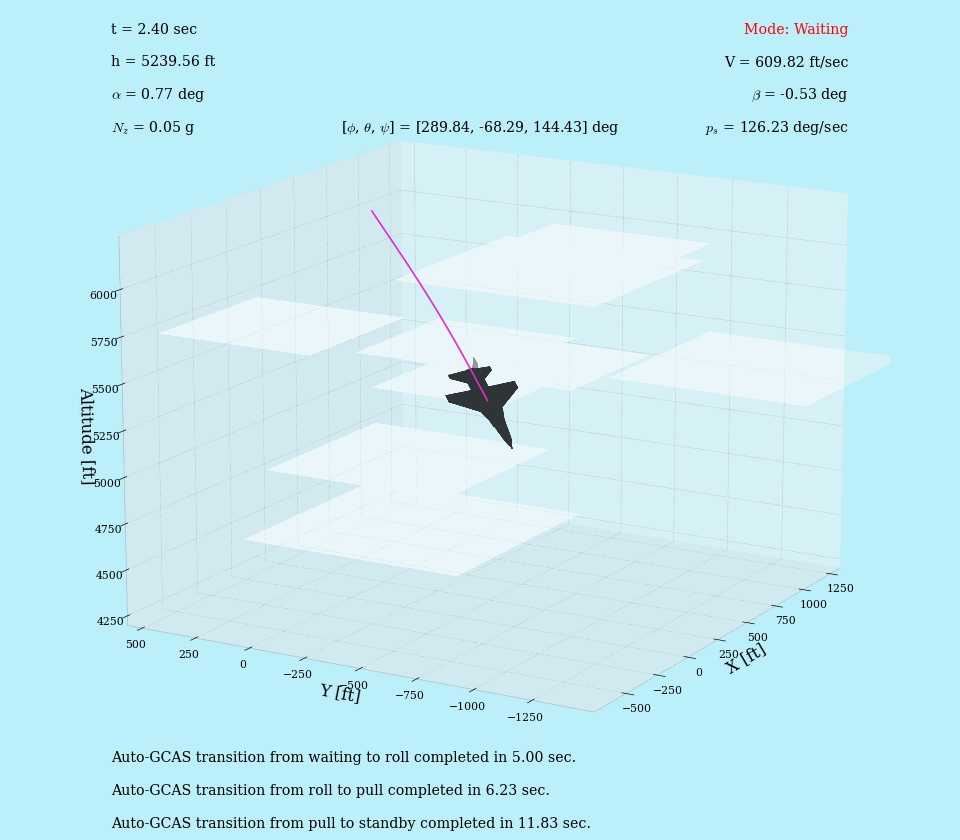 t = 2.40 sec
Mode: Waiting
h = 5239.56 ft
V = 609.82 ft/sec
α = 0.77 deg
β = -0.53 deg
N_z = 0.05 g
[ϕ, θ, ψ] = [289.84, -68.29, 144.43] deg
p_s = 126.23 deg/sec
6000
5750
5500
5250
5000
4750
4500
4250
Altitude [ft]
500
250
0
−250
−500
−750
−1000
−1250
Y [ft]
−500
−250
0
250
500
750
1000
1250
X [ft]
Auto-GCAS transition from waiting to roll completed in 5.00 sec.
Auto-GCAS transition from roll to pull completed in 6.23 sec.
Auto-GCAS transition from pull to standby completed in 11.83 sec.